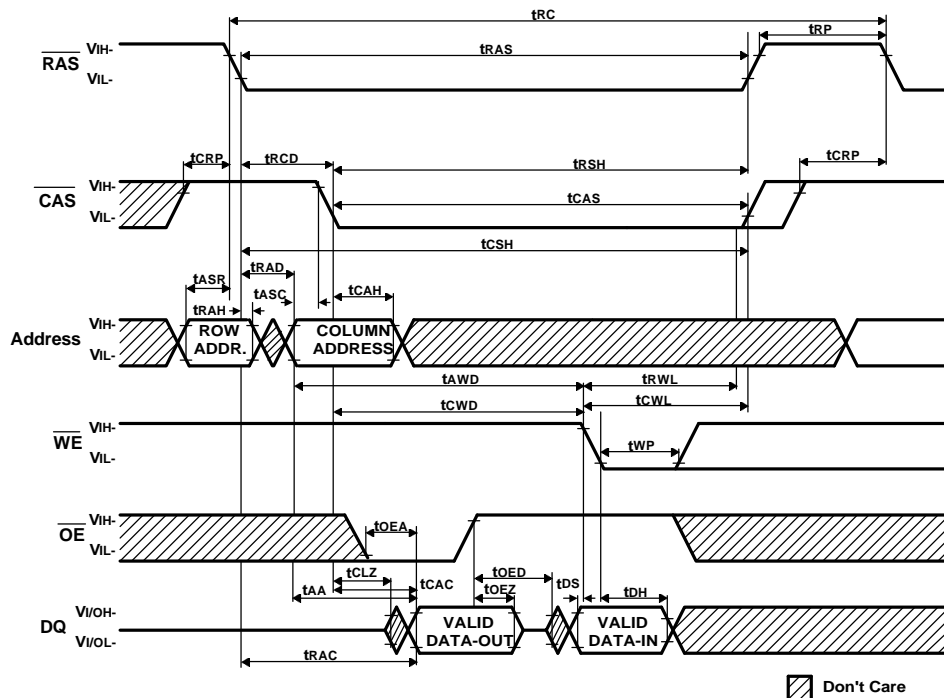 tRC
tRP
RAS
VIH-
VIL-
tRAS
tCRP
tRCD
tRSH
tCRP
CAS
VIH-
VIL-
tCAS
tCSH
tRAD
tASR
tASC
tCAH
tRAH
Address
VIH-
VIL-
ROW
ADDR.
COLUMN
ADDRESS
tAWD
tRWL
tCWD
tCWL
WE
VIH-
VIL-
tWP
OE
VIH-
VIL-
tOEA
tCLZ
tOED
tDS
tAA
tCAC
tOEZ
tDH
DQ
VI/OH-
VI/OL-
VALID
DATA-OUT
VALID
DATA-IN
tRAC
Don't Care